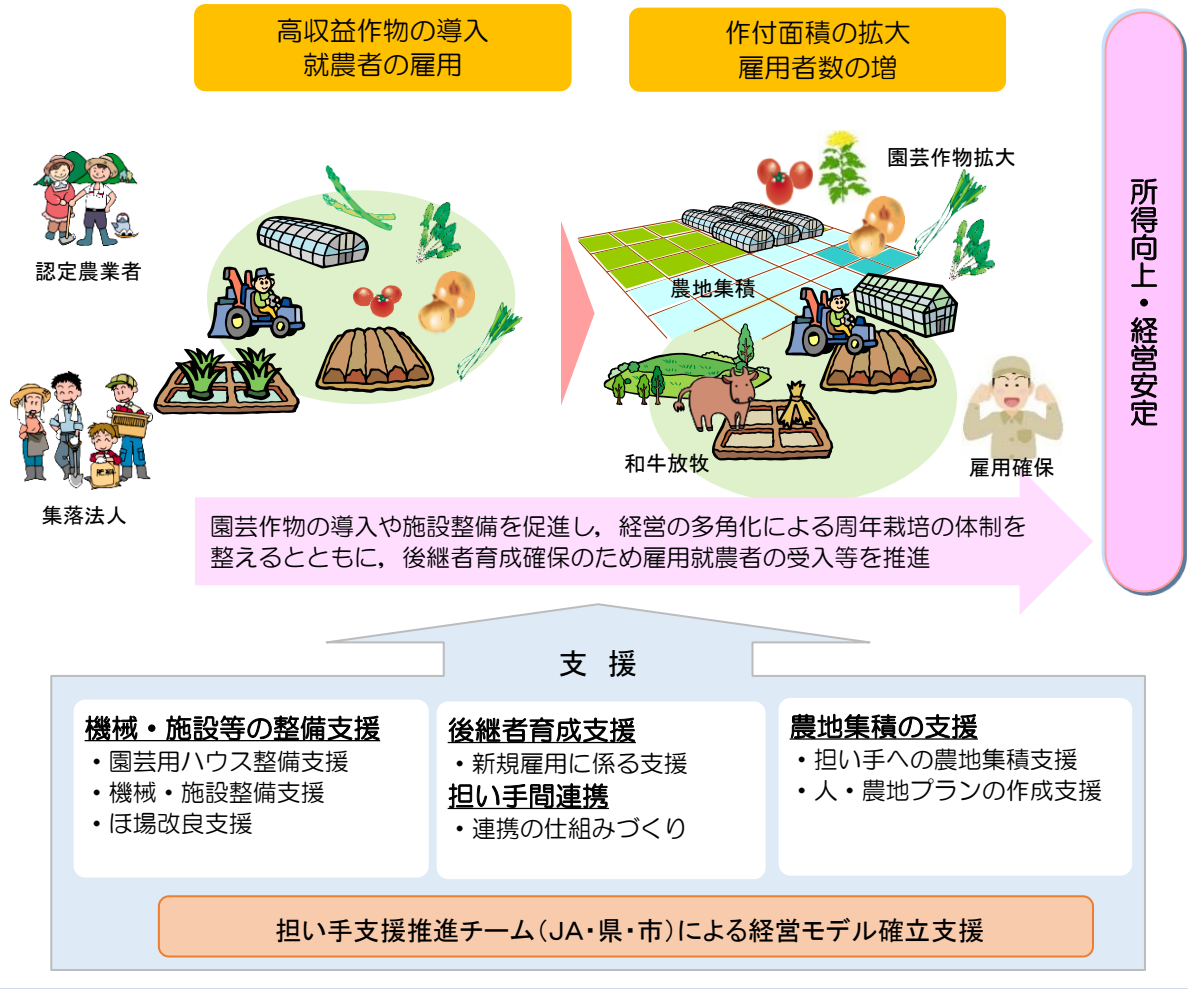 高収益作物の導入
就農者の雇用
作付面積の拡大
雇用者数の増
認定農業者
集落法人
園芸作物拡大
農地集積
和牛放牧
雇用確保
所得向上・経営安定
園芸作物の導入や施設整備を促進し，経営の多角化による周年栽培の体制を
整えるとともに，後継者育成確保のため雇用就農者の受入等を推進
支 援
機械・施設等の整備支援
・園芸用ハウス整備支援
・機械・施設整備支援
・ほ場改良支援
後継者育成支援
・新規雇用に係る支援
担い手間連携
・連携の仕組みづくり
農地集積の支援
・担い手への農地集積支援
・人・農地プランの作成支援
担い手支援推進チーム（JA・県・市）による経営モデル確立支援